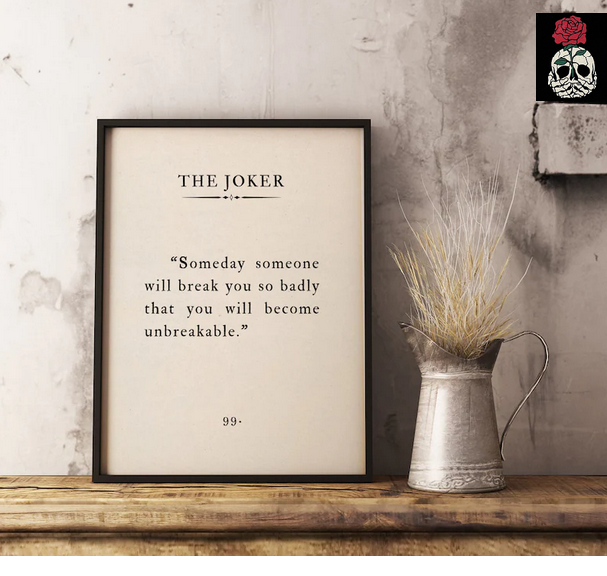 THE JOKER
“Someday someone
will break you so badly
that you will become
unbreakable.”
99.